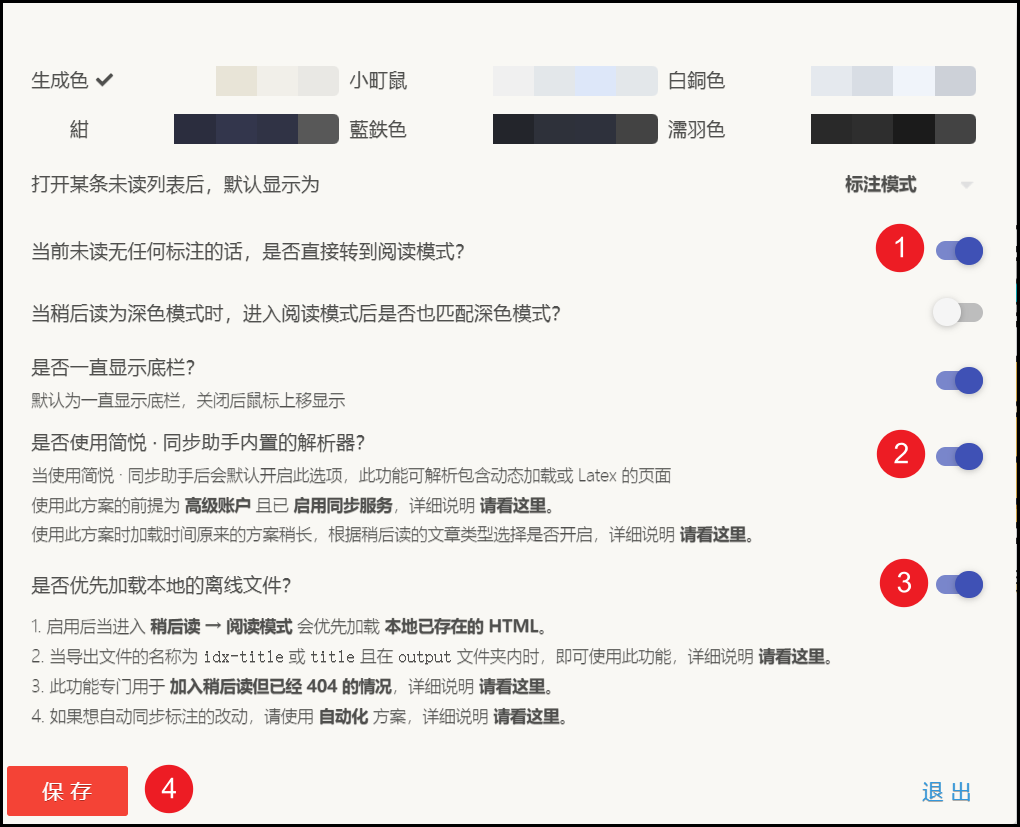 生成色 小町鼠 白銅色
紺 藍鉄色 濡羽色
打开某条未读列表后，默认显示为 标注模式
当前未读无任何标注的话，是否直接转到阅读模式？ 1
当稍后读为深色模式时，进入阅读模式后是否也匹配深色模式？
是否一直显示底栏？
默认为一直显示底栏，关闭后鼠标上移显示
是否使用简悦 · 同步助手内置的解析器？ 2
当使用简悦 · 同步助手后会默认开启此选项，此功能可解析包含动态加载或 Latex 的页面
使用此方案的前提为 高级账户 且已 启用同步服务，详细说明 请看这里。
使用此方案时加载时间原来的方案稍长，根据稍后读的文章类型选择是否开启，详细说明 请看这里。
是否优先加载本地的离线文件？ 3
1. 启用后当进入 稍后读 → 阅读模式 会优先加载 本地已存在的 HTML。
2. 当导出文件的名称为 idx-title 或 title 且在 output 文件夹内时，即可使用此功能，详细说明 请看这里。
3. 此功能专门用于 加入稍后读但已经 404 的情况，详细说明 请看这里。
4. 如果想自动同步标注的改动，请使用 自动化 方案，详细说明 请看这里。
保 存 4 退 出